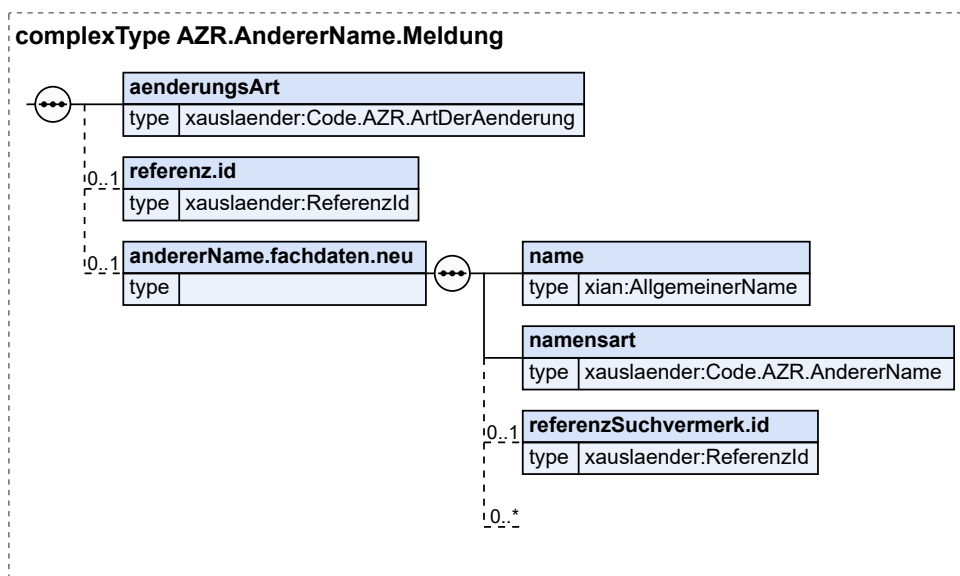 complexType AZR.AndererName.Meldung
aenderungsArt
type xauslaender:Code.AZR.ArtDerAenderung
0..1
referenz.id
type xauslaender:ReferenzId
0..1
andererName.fachdaten.neu
type
name
type xian:AllgemeinerName
namensart
type xauslaender:Code.AZR.AndererName
0..1
referenzSuchvermerk.id
type xauslaender:ReferenzId
0..*